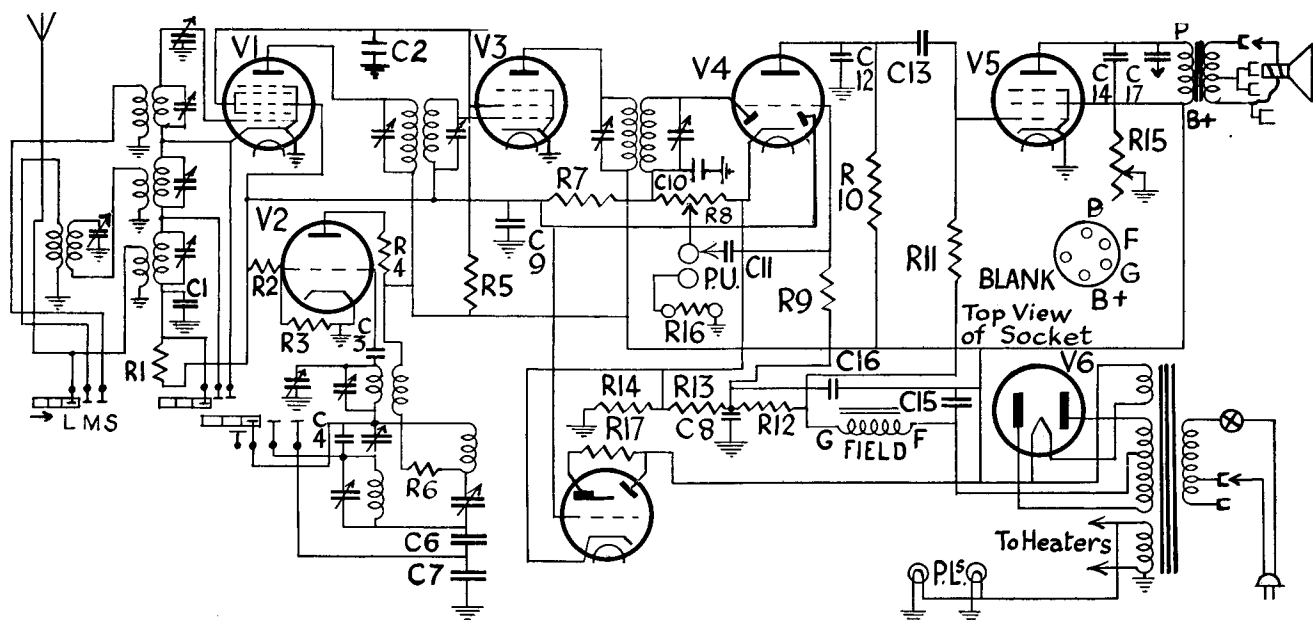 V1
C2
V3
V4
C
12
C13
V5
C
14
C
17
P
B+
R15
C1
R1
L M S
V2
R2
R3
R
4
C
3
C
4
R6
C6
C7
R5
C
9
R7
C10
R8
C11
P.U.
R16
R9
R
10
R11
BLANK
P
F
G
B+
Top View
of Socket
V6
C16
R14
R13
C8
R12
C15
G FIELD F
R17
To Heaters
P.Ls.